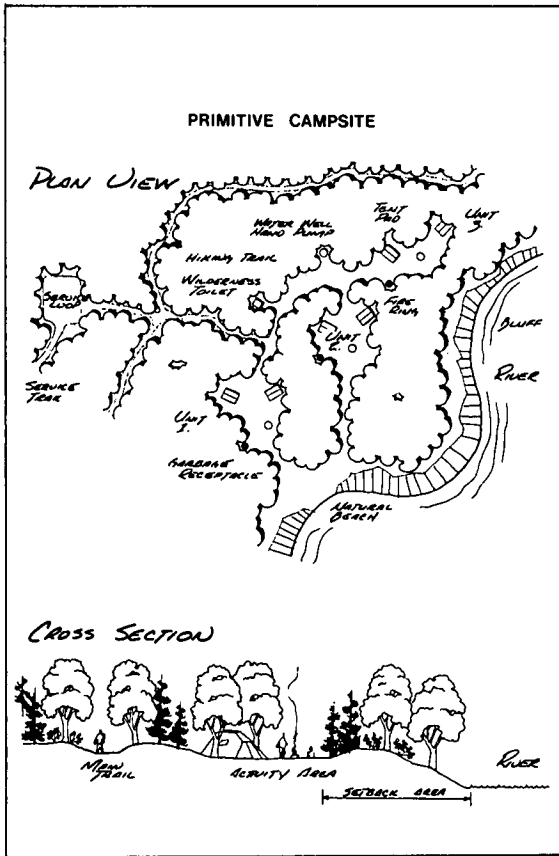 PRIMITIVE CAMPSITE
PLAN VIEW
WATER WELL
HAND PUMP
TENT
PAD
UNIT
3.
HIKING TRAIL
WILDERNESS
TOILET
SERVICE
LOOP
FIRE
RING
BLUFF
UNIT
2.
RIVER
SERVICE
TRAIL
UNIT
1.
GARBAGE
RECEPTACLE
NATURAL
BEACH
CROSS SECTION
MAIN
TRAIL
ACTIVITY AREA
RIVER
SETBACK AREA